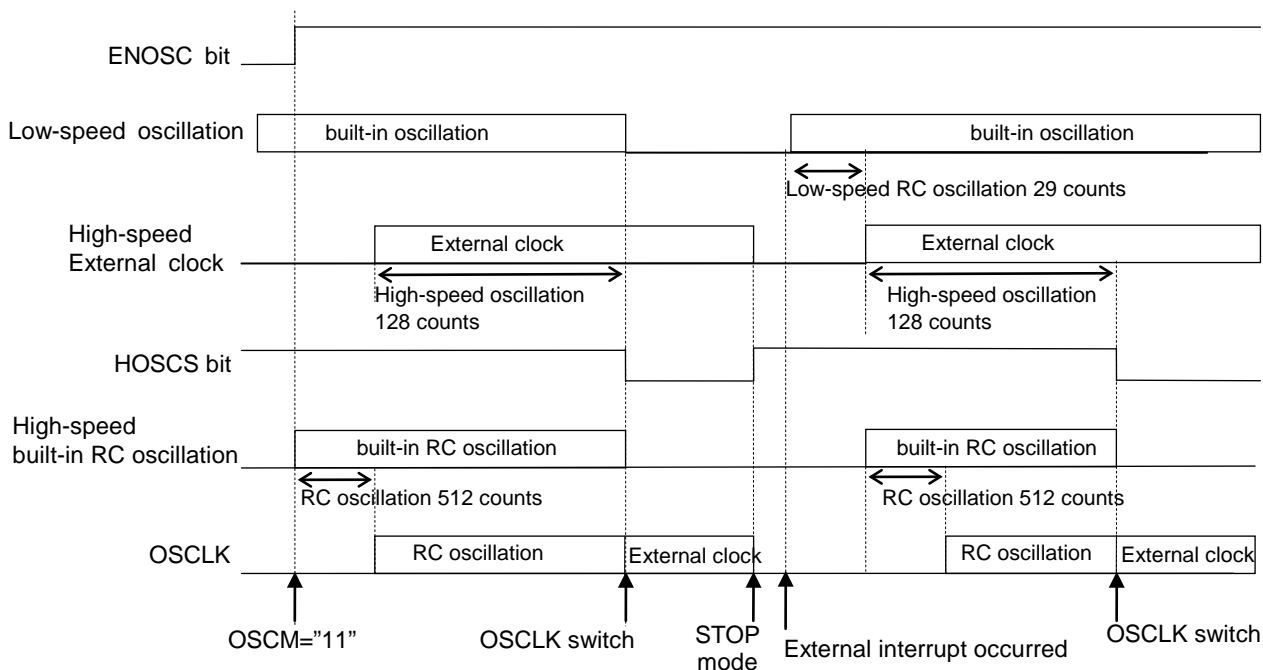 ENOSC bit
Low-speed oscillation
built-in oscillation
built-in oscillation
Low-speed RC oscillation 29 counts
High-speed
External clock
External clock
External clock
High-speed oscillation
128 counts
High-speed oscillation
128 counts
HOSCS bit
High-speed
built-in RC oscillation
built-in RC oscillation
built-in RC oscillation
RC oscillation 512 counts
RC oscillation 512 counts
OSCLK
RC oscillation
External clock
RC oscillation
External clock
OSCM=”11”
OSCLK switch
STOP
mode
External interrupt occurred
OSCLK switch